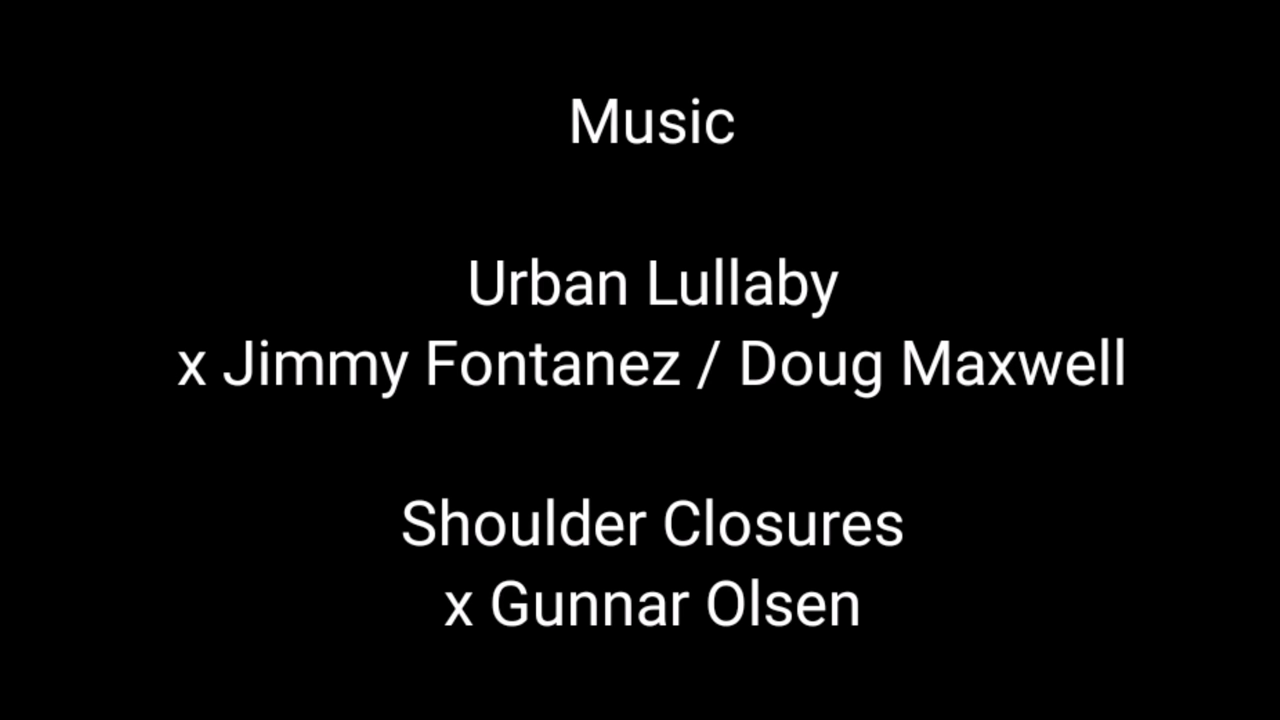 Music
Urban Lullaby
x Jimmy Fontanez / Doug Maxwell
Shoulder Closures
x Gunnar Olsen